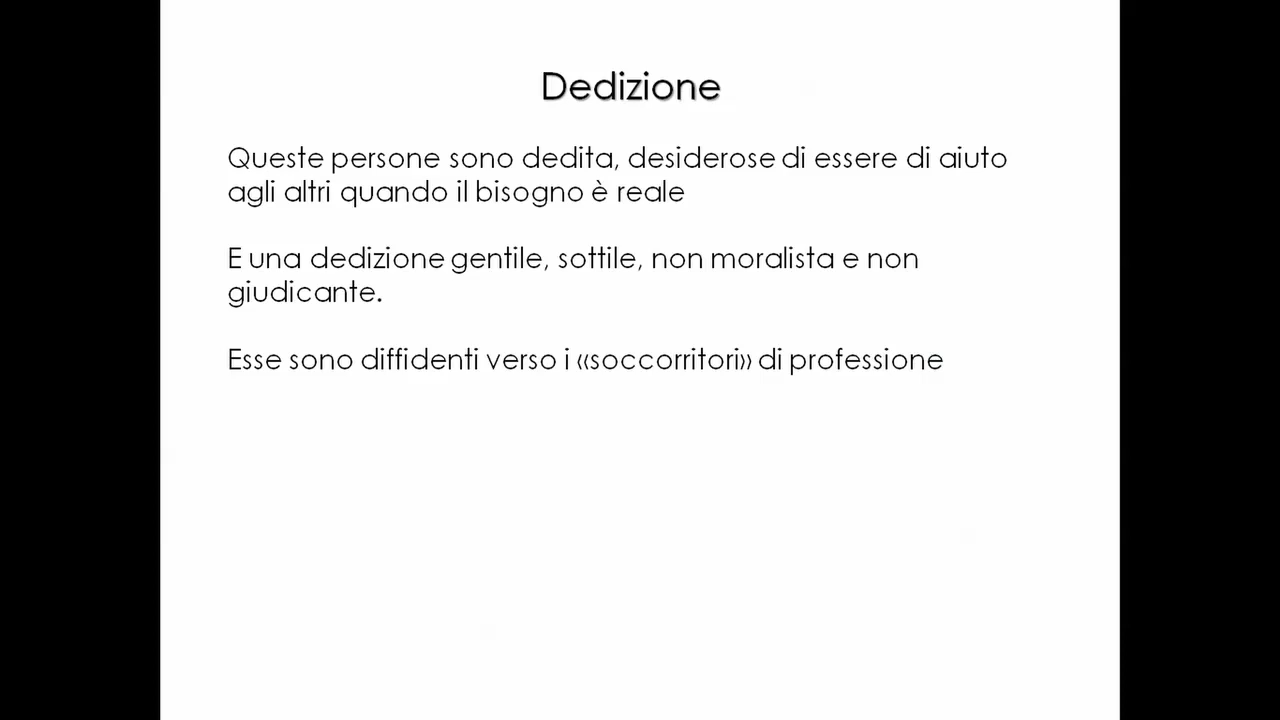 Dedizione
Queste persone sono dedita, desiderose di essere di aiuto
agli altri quando il bisogno è reale
E una dedizione gentile, sottile, non moralista e non
giudicante.
Esse sono diffidenti verso i «soccorritori» di professione